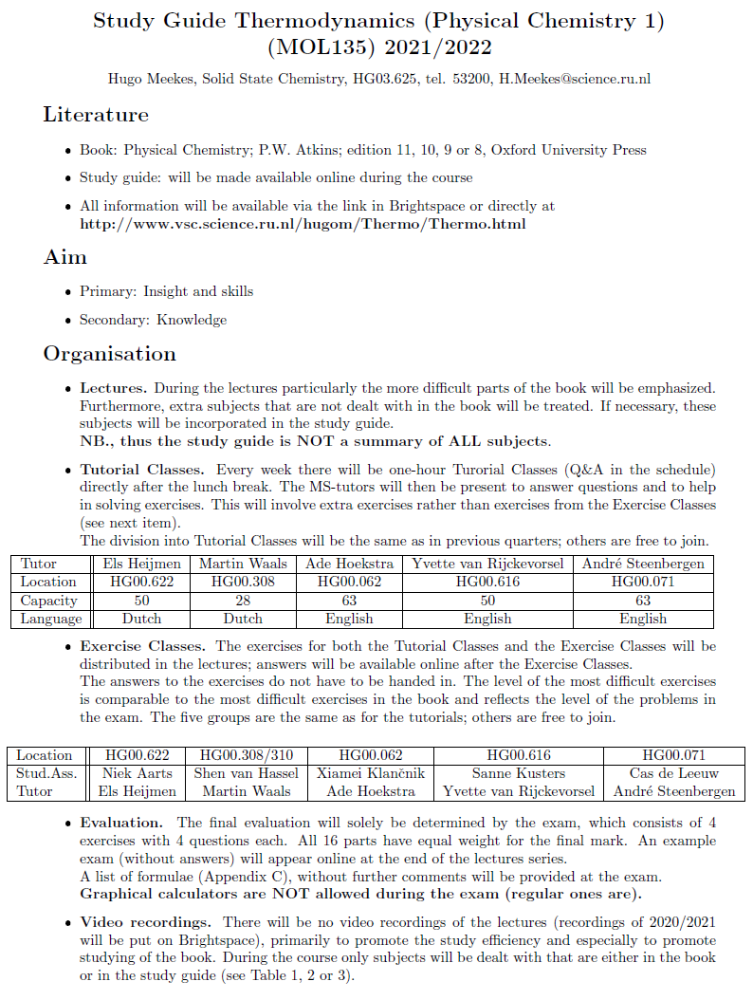 Study Guide Thermodynamics (Physical Chemistry 1)
(MOL135) 2021/2022
Hugo Meekes, Solid State Chemistry, HG03.625, tel. 53200, H.Meekes@science.ru.nl
Literature
• Book: Physical Chemistry; P.W. Atkins; edition 11, 10, 9 or 8, Oxford University Press
• Study guide: will be made available online during the course
• All information will be available via the link in Brightspace or directly at
http://www.vsc.science.ru.nl/hugom/Thermo/Thermo.html
Aim
• Primary: Insight and skills
• Secondary: Knowledge
Organisation
• Lectures. During the lectures particularly the more difficult parts of the book will be emphasized.
Furthermore, extra subjects that are not dealt with in the book will be treated. If necessary, these
subjects will be incorporated in the study guide.
NB., thus the study guide is NOT a summary of ALL subjects.
• Tutorial Classes. Every week there will be one-hour Turorial Classes (Q&A in the schedule)
directly after the lunch break. The MS-tutors will then be present to answer questions and to help
in solving exercises. This will involve extra exercises rather than exercises from the Exercise Classes
(see next item).
The division into Tutorial Classes will be the same as in previous quarters; others are free to join.
Tutor Els Heijmen Martin Waals Ade Hoekstra Yvette van Rijckevorsel André Steenbergen
Location HG00.622 HG00.308 HG00.062 HG00.616 HG00.071
Capacity 50 28 63 50 63
Language Dutch Dutch English English English
• Exercise Classes. The exercises for both the Tutorial Classes and the Exercise Classes will be
distributed in the lectures; answers will be available online after the Exercise Classes.
The answers to the exercises do not have to be handed in. The level of the most difficult exercises
is comparable to the most difficult exercises in the book and reflects the level of the problems in
the exam. The five groups are the same as for the tutorials; others are free to join.
Location HG00.622 HG00.308/310 HG00.062 HG00.616 HG00.071
Stud.Ass. Niek Aarts Shen van Hassel Xiamei Klančnik Sanne Kusters Cas de Leeuw
Tutor Els Heijmen Martin Waals Ade Hoekstra Yvette van Rijckevorsel André Steenbergen
• Evaluation. The final evaluation will solely be determined by the exam, which consists of 4
exercises with 4 questions each. All 16 parts have equal weight for the final mark. An example
exam (without answers) will appear online at the end of the lectures series.
A list of formulae (Appendix C), without further comments will be provided at the exam.
Graphical calculators are NOT allowed during the exam (regular ones are).
• Video recordings. There will be no video recordings of the lectures (recordings of 2020/2021
will be put on Brightspace), primarily to promote the study efficiency and especially to promote
studying of the book. During the course only subjects will be dealt with that are either in the book
or in the study guide (see Table 1, 2 or 3).